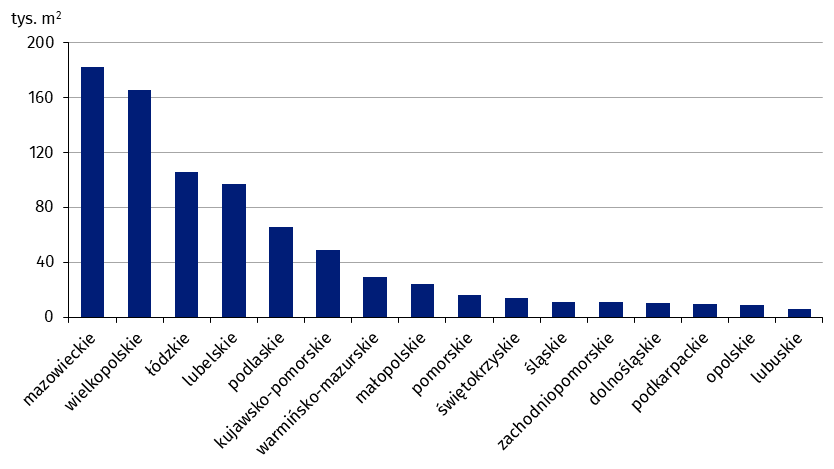 tys. m²
200
160
120
80
40
0
mazowieckie
wielkopolskie
łódzkie
lubelskie
podlaskie
kujawsko-pomorskie
warmińsko-mazurskie
małopolskie
pomorskie
świętokrzyskie
śląskie
zachodniopomorskie
dolnośląskie
podkarpackie
opolskie
lubuskie